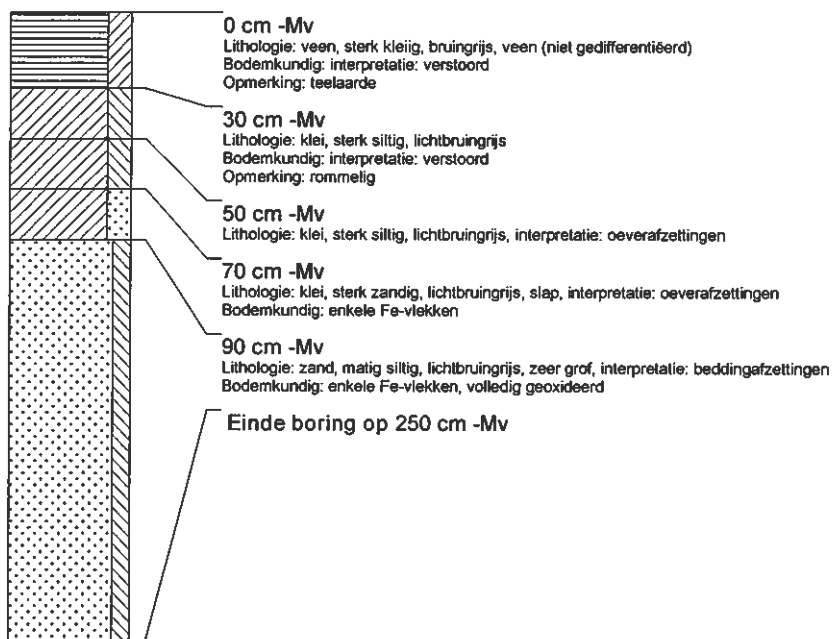 0 cm -Mv
Lithologie: veen, sterk kleiig, bruingrijs, veen (niet gedifferentiëerd)
Bodemkundig: interpretatie: verstoord
Opmerking: teelaarde
30 cm -Mv
Lithologie: klei, sterk siltig, lichtbruingrijs
Bodemkundig: interpretatie: verstoord
Opmerking: rommelig
50 cm -Mv
Lithologie: klei, sterk siltig, lichtbruingrijs, interpretatie: oeverafzettingen
70 cm -Mv
Lithologie: klei, sterk zandig, lichtbruingrijs, slap, interpretatie: oeverafzettingen
Bodemkundig: enkele Fe-vlekken
90 cm -Mv
Lithologie: zand, matig siltig, lichtbruingrijs, zeer grof, interpretatie: beddingafzettingen
Bodemkundig: enkele Fe-vlekken, volledig geoxideerd
Einde boring op 250 cm -Mv